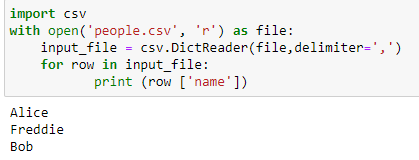 import csv
with open('people.csv', 'r') as file:
    input_file = csv.DictReader(file,delimiter=',')
    for row in input_file:
            print (row ['name'])
Alice
Freddie
Bob